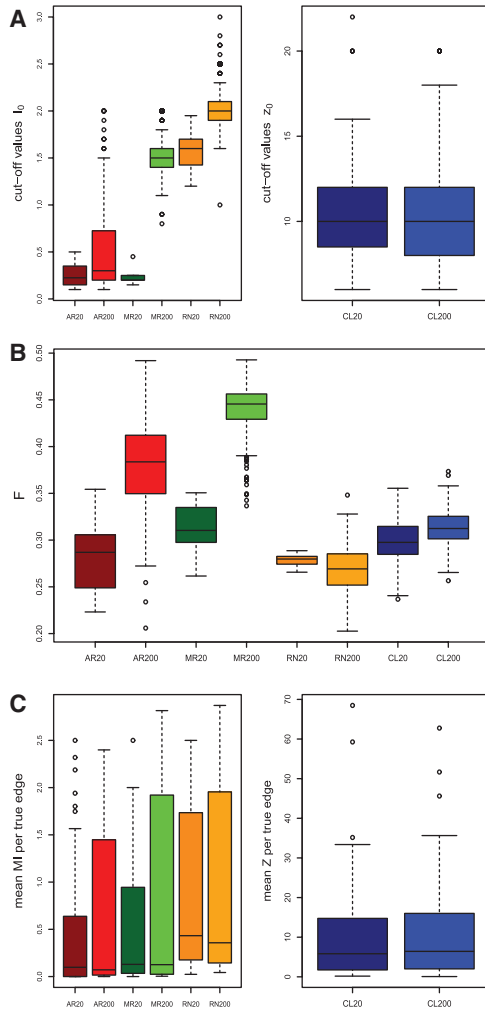 A
cut-off values I₀
0.0 0.5 1.0 1.5 2.0 2.5 3.0
AR20 AR200 MR20 MR200 RN20 RN200
cut-off values z₀
10 15 20
CL20 CL200
B
F
0.20 0.25 0.30 0.35 0.40 0.45 0.50
AR20 AR200 MR20 MR200 RN20 RN200 CL20 CL200
C
mean MI per true edge
0.0 0.5 1.0 1.5 2.0 2.5
AR20 AR200 MR20 MR200 RN20 RN200
mean Z per true edge
0 10 20 30 40 50 60 70
CL20 CL200